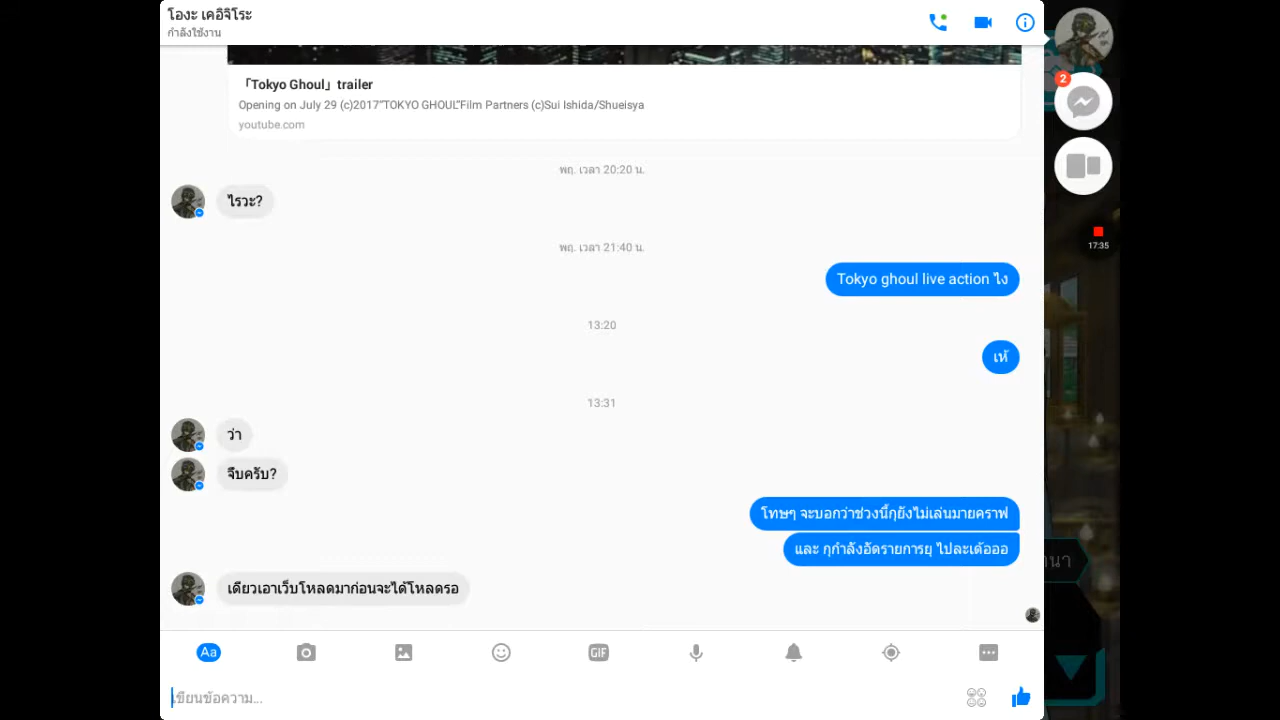 โองะ เคอิจิโระ
กำลังใช้งาน
「Tokyo Ghoul」trailer
Opening on July 29 (c)2017"TOKYO GHOUL"Film Partners (c)Sui Ishida/Shueisya
youtube.com
พฤ. เวลา 20:20 น.
ไรวะ?
พฤ. เวลา 21:40 น.
Tokyo ghoul live action ไง
13:20
เห้
13:31
ว่า
จืบครับ?
โทษๆ จะบอกว่าช่วงนี้กุยังไม่เล่นมายคราฟ
และ กุกำลังอัดรายการยุ ไปละเด้อออ
เดียวเอาเว็บโหลดมาก่อนจะได้โหลดรอ
Aa
GIF
เขียนข้อความ...
2
17:35